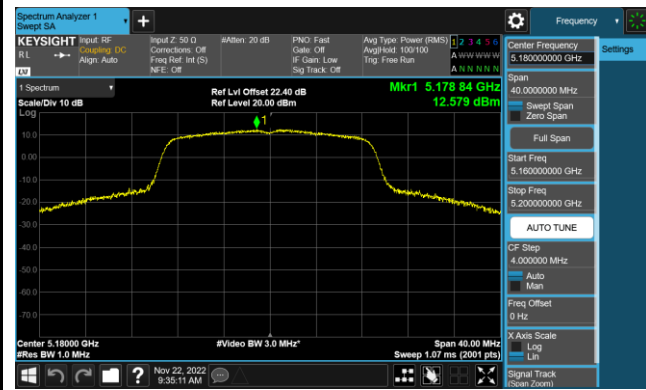 Spectrum Analyzer 1
Swept SA
Frequency
KEYSIGHT
RL
Input: RF
Coupling: DC
Align: Auto
Input Z: 50 Ω
Corrections: Off
Freq Ref: Int (S)
NFE: Off
#Atten: 20 dB
PNO: Fast
Gate: Off
IF Gain: Low
Sig Track: Off
Avg Type: Power (RMS)
Avg|Hold: 100/100
Trig: Free Run
1 2 3 4 5 6
A W W W W W
A N N N N N
1 Spectrum
Scale/Div 10 dB
Log
Ref Lvl Offset 22.40 dB
Ref Level 20.00 dBm
Mkr1 5.178 84 GHz
12.579 dBm
1
10.0
0.00
-10.0
-20.0
-30.0
-40.0
-50.0
-60.0
-70.0
Center 5.18000 GHz
#Res BW 1.0 MHz
#Video BW 3.0 MHz*
Span 40.00 MHz
Sweep 1.07 ms (2001 pts)
Nov 22, 2022
9:35:11 AM
Center Frequency
5.180000000 GHz
Settings
Span
40.0000000 MHz
Swept Span
Zero Span
Full Span
Start Freq
5.160000000 GHz
Stop Freq
5.200000000 GHz
AUTO TUNE
CF Step
4.000000 MHz
Auto
Man
Freq Offset
0 Hz
X Axis Scale
Log
Lin
Signal Track
(Span Zoom)